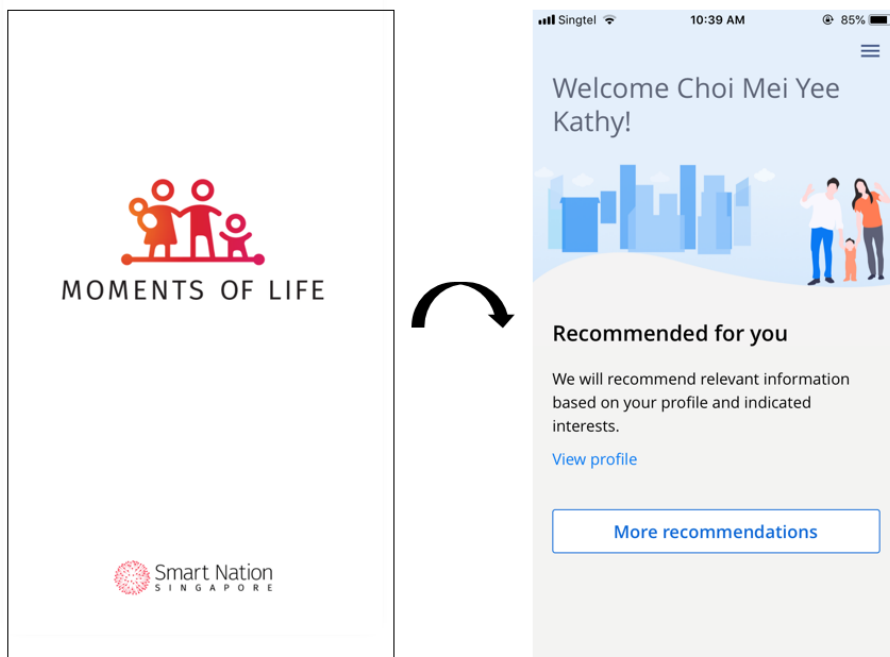 MOMENTS OF LIFE
Smart Nation
SINGAPORE
Singtel 10:39 AM 85%
Welcome Choi Mei Yee
Kathy!
Recommended for you
We will recommend relevant information
based on your profile and indicated
interests.
View profile
More recommendations